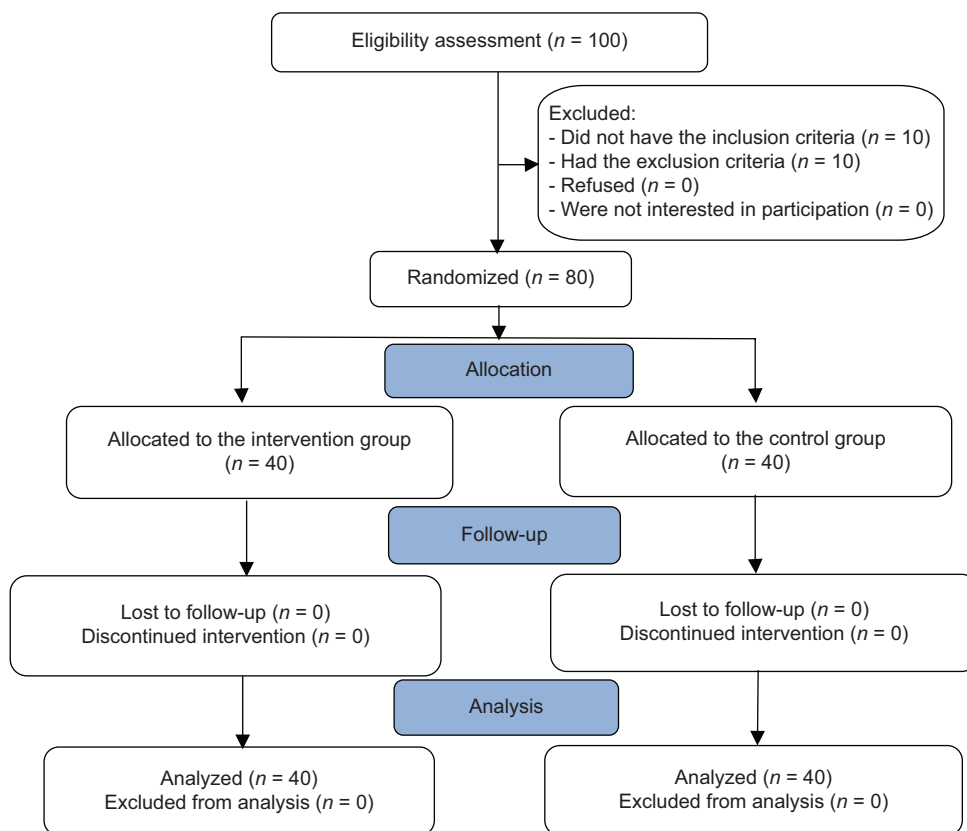 Eligibility assessment (n = 100)
Excluded:
- Did not have the inclusion criteria (n = 10)
- Had the exclusion criteria (n = 10)
- Refused (n = 0)
- Were not interested in participation (n = 0)
Randomized (n = 80)
Allocation
Allocated to the intervention group
(n = 40)
Allocated to the control group
(n = 40)
Follow-up
Lost to follow-up (n = 0)
Discontinued intervention (n = 0)
Lost to follow-up (n = 0)
Discontinued intervention (n = 0)
Analysis
Analyzed (n = 40)
Excluded from analysis (n = 0)
Analyzed (n = 40)
Excluded from analysis (n = 0)